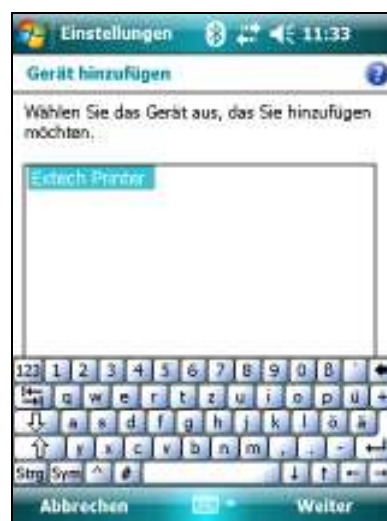 Einstellungen 11:33
Gerät hinzufügen
Wählen Sie das Gerät aus, das Sie hinzufügen
möchten.
Extech Printer
123 1 2 3 4 5 6 7 8 9 0 ß ´
q w e r t z u i o p ü +
a s d f g h j k l ö ä
y x c v b n m , . -
Strg Sym ^ #
Abbrechen Weiter